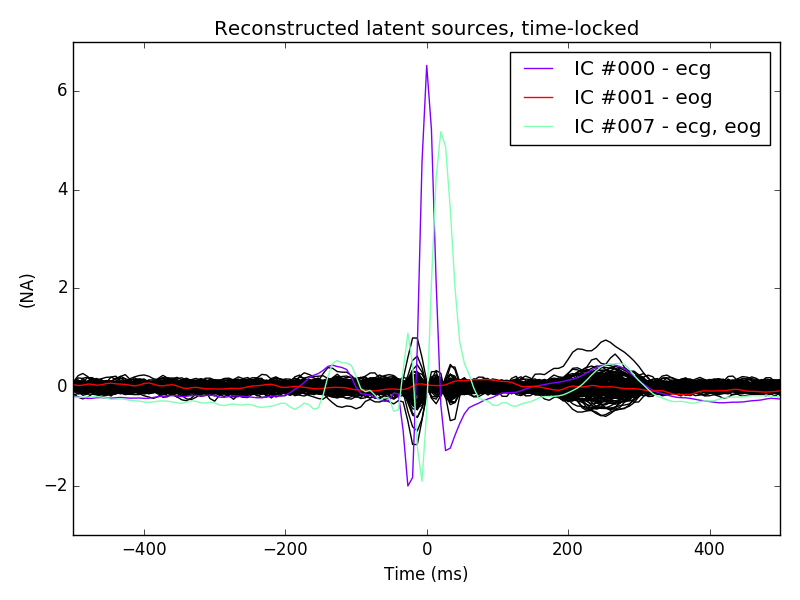 Reconstructed latent sources, time-locked
IC #000 - ecg
IC #001 - eog
IC #007 - ecg, eog
6
4
2
0
−2
(NA)
−400
−200
0
200
400
Time (ms)